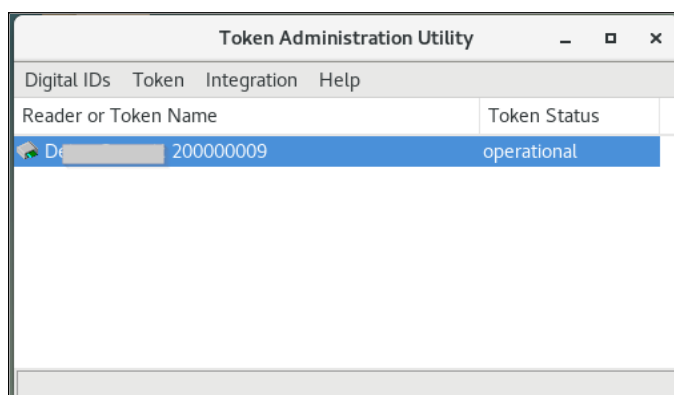 Token Administration Utility
Digital IDs Token Integration Help
Reader or Token Name Token Status
200000009 operational